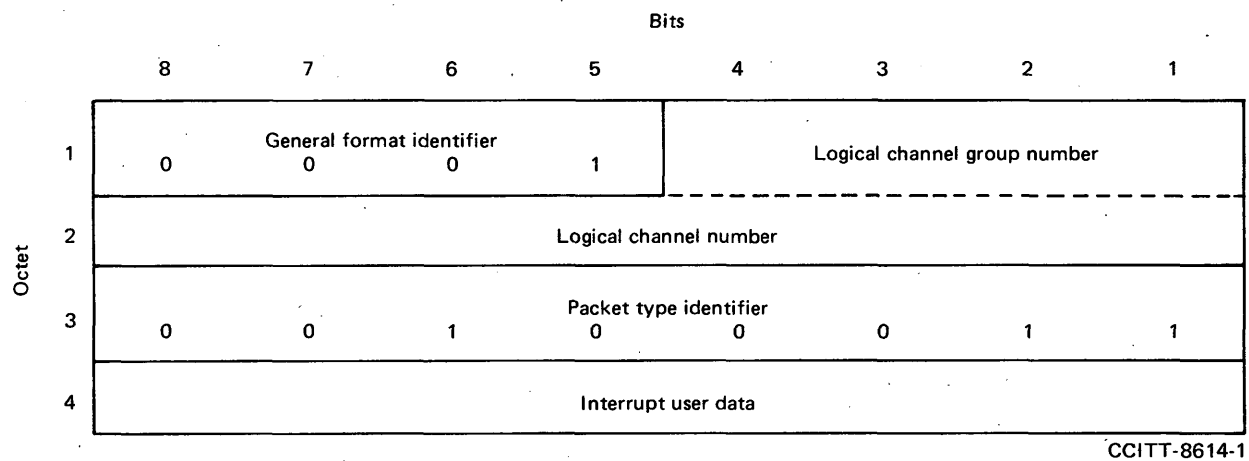 Bits
8 7 6 5 4 3 2 1
General format identifier
1 0 0 0 1 Logical channel group number
2 Logical channel number
Octet
Packet type identifier
3 0 0 1 0 0 0 1 1
4 Interrupt user data
CCITT-8614-1